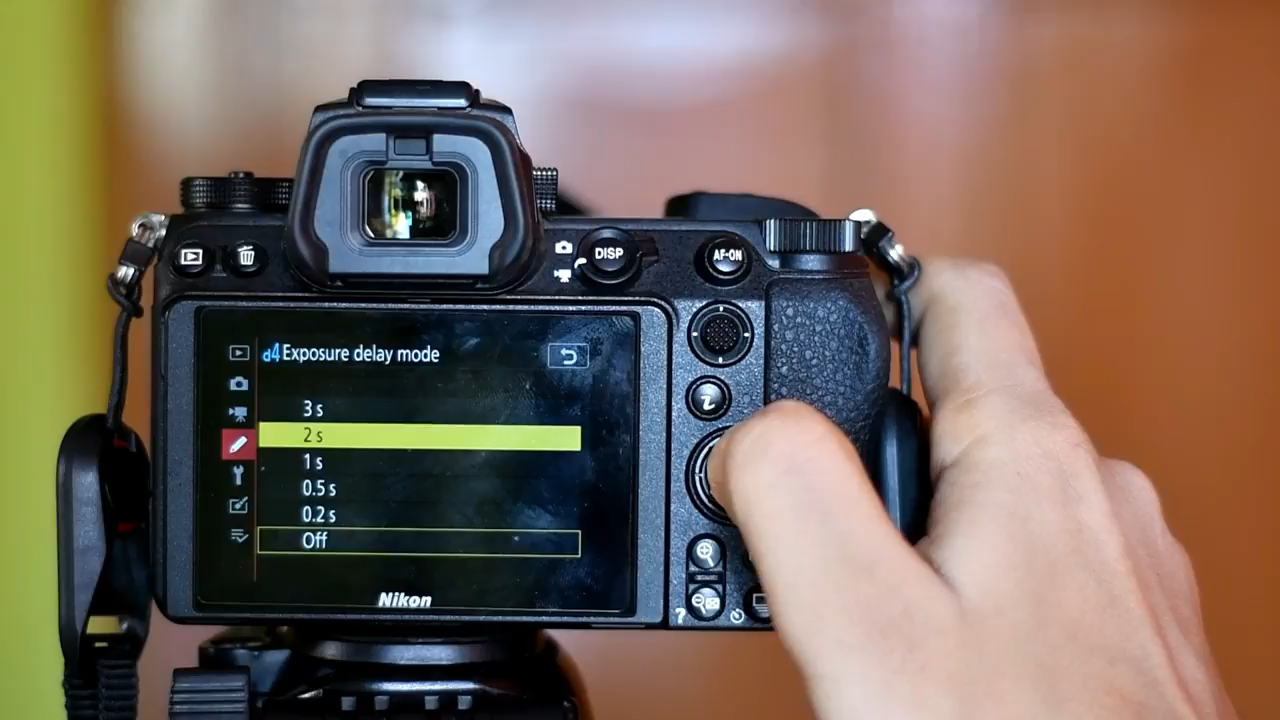 DISP
AF-ON
d4 Exposure delay mode
3 s
2 s
1 s
0.5 s
0.2 s
Off
i
Nikon
?